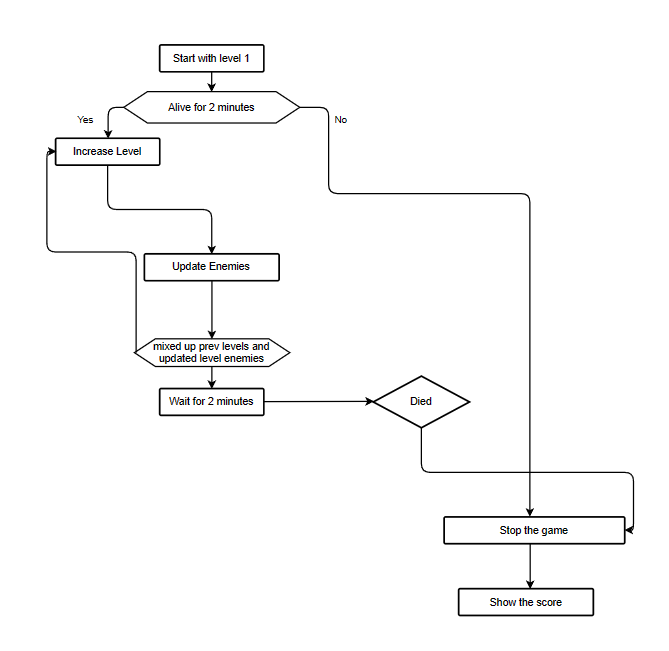 Start with level 1
Alive for 2 minutes
Yes
No
Increase Level
Update Enemies
mixed up prev levels and
updated level enemies
Wait for 2 minutes
Died
Stop the game
Show the score